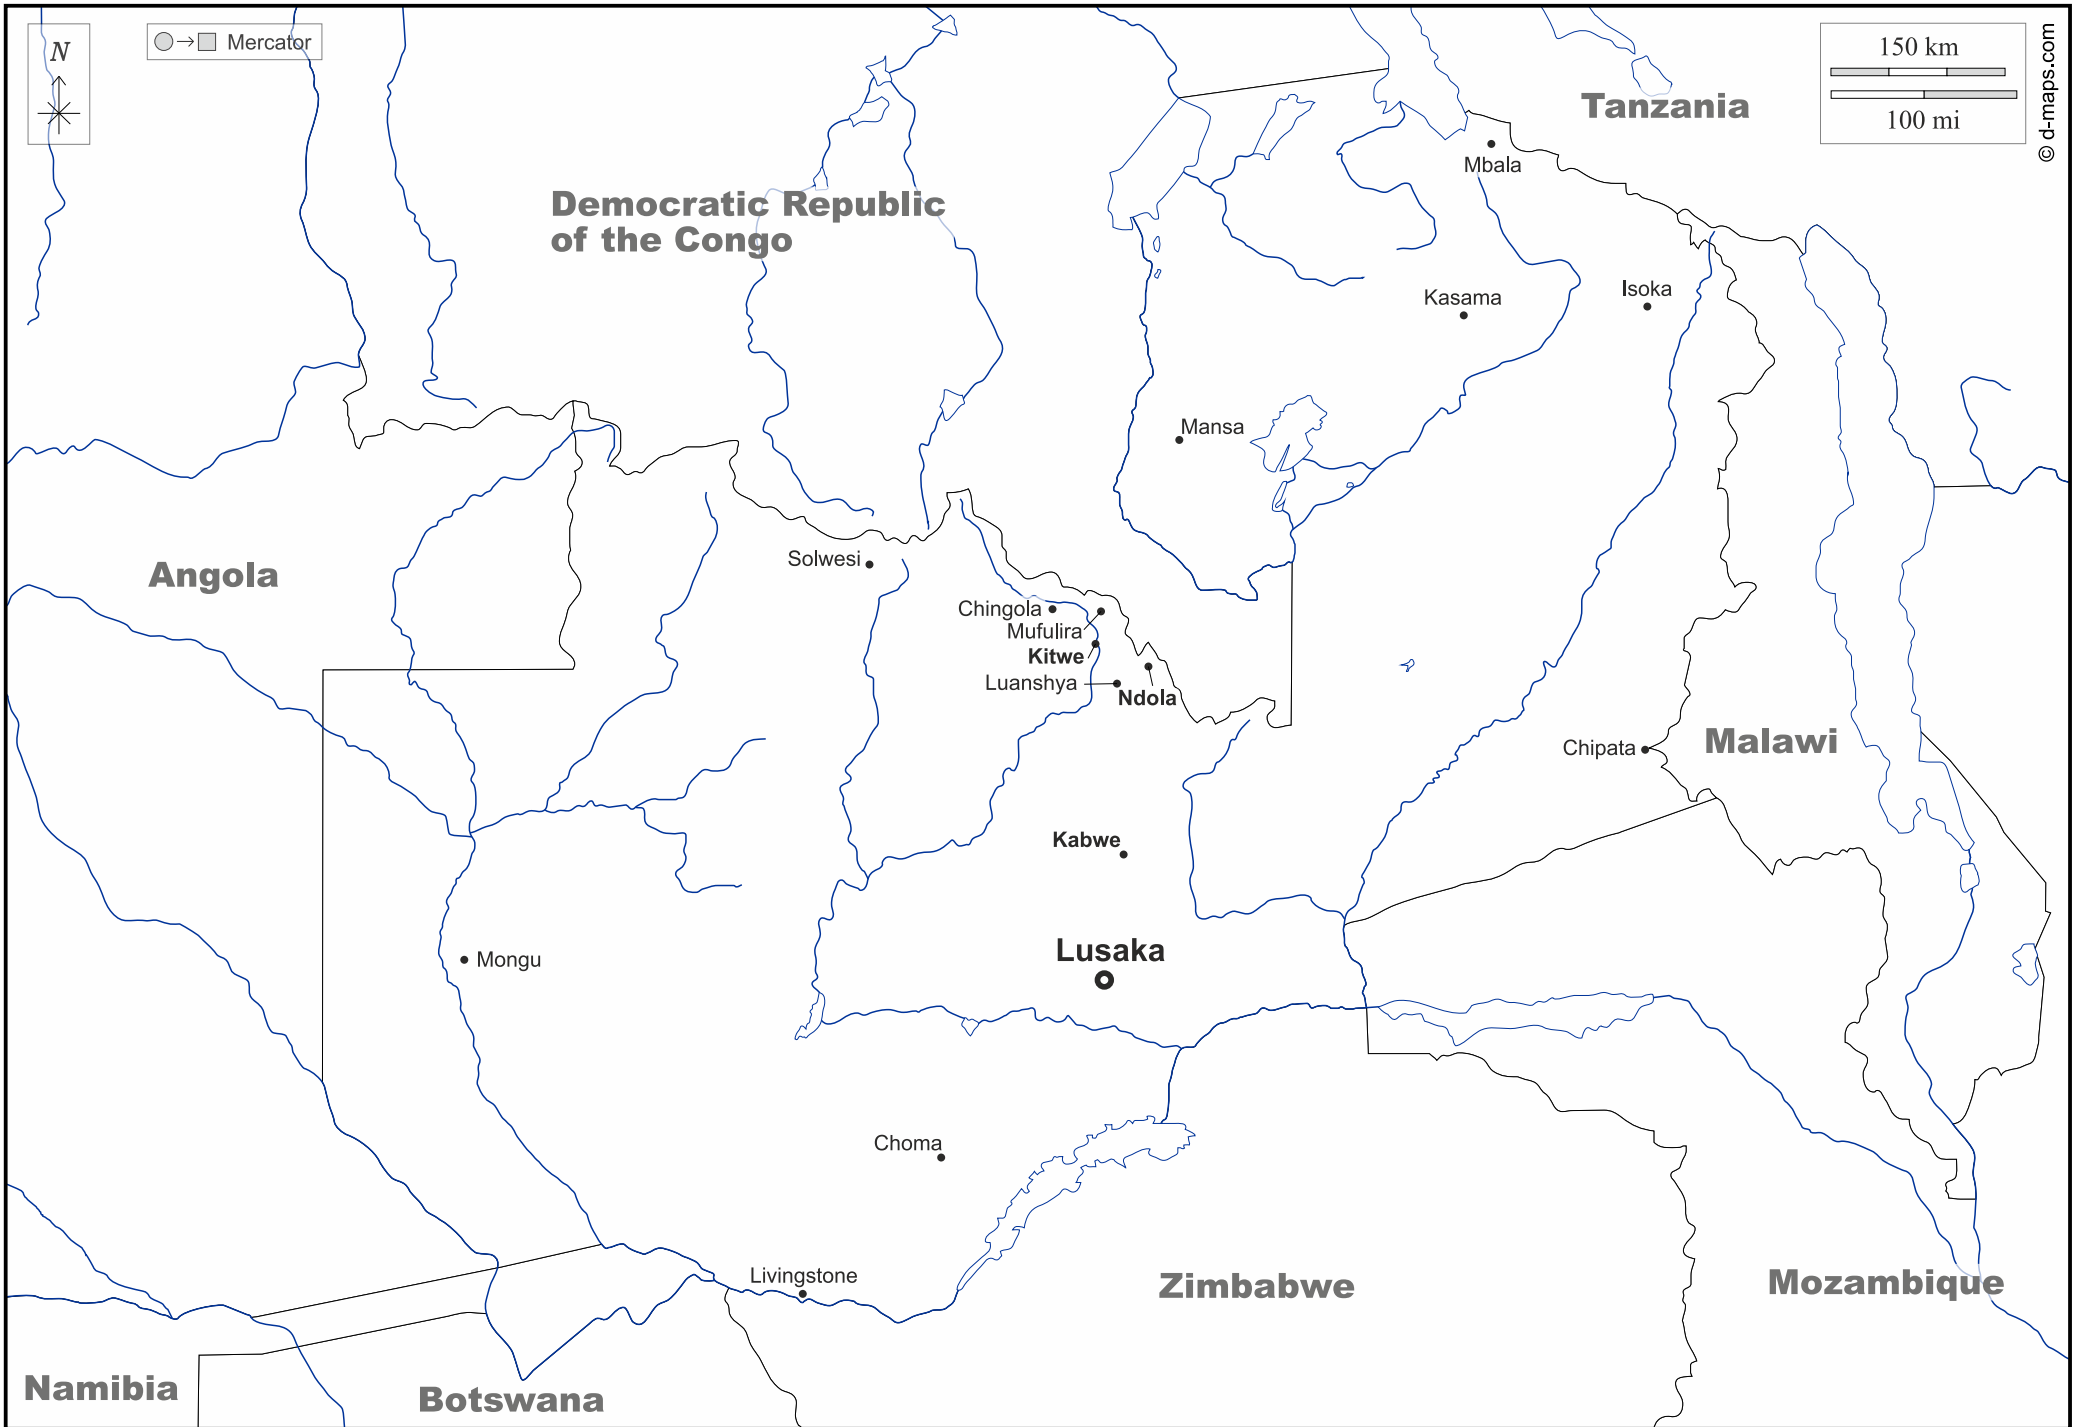 N
Mercator
150 km
100 mi
© d-maps.com
Tanzania
Mbala
Democratic Republic
of the Congo
Kasama
Isoka
Mansa
Solwesi
Angola
Chingola
Mufulira
Kitwe
Luanshya
Ndola
Chipata
Malawi
Kabwe
Lusaka
Mongu
Choma
Livingstone
Zimbabwe
Mozambique
Namibia
Botswana